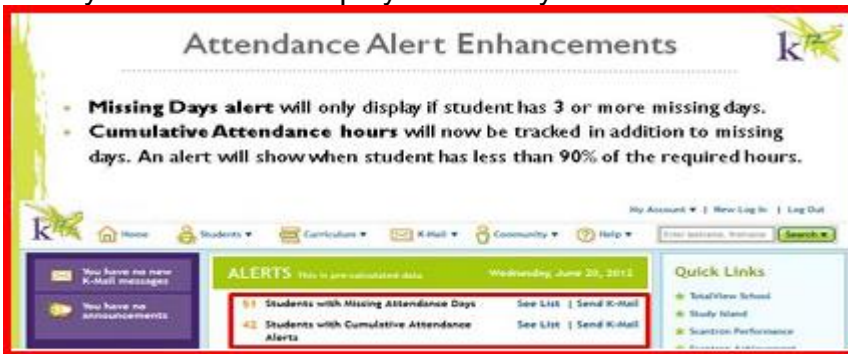 Attendance Alert Enhancements
k12
• Missing Days alert will only display if student has 3 or more missing days.
• Cumulative Attendance hours will now be tracked in addition to missing
days. An alert will show when student has less than 90% of the required hours.
My Account ▼ | New Log In | Log Out
k12 Home Students ▼ Curriculum ▼ K-Mail ▼ Community ▼ Help ▼ Search ▼
You have no new
K-Mail messages
You have no
announcements
ALERTS This is pre-calculated data Wednesday, June 20, 2012
51 Students with Missing Attendance Days See List | Send K-Mail
42 Students with Cumulative Attendance
Alerts See List | Send K-Mail
Quick Links
TotalView School
Study Island
Scantron Performance